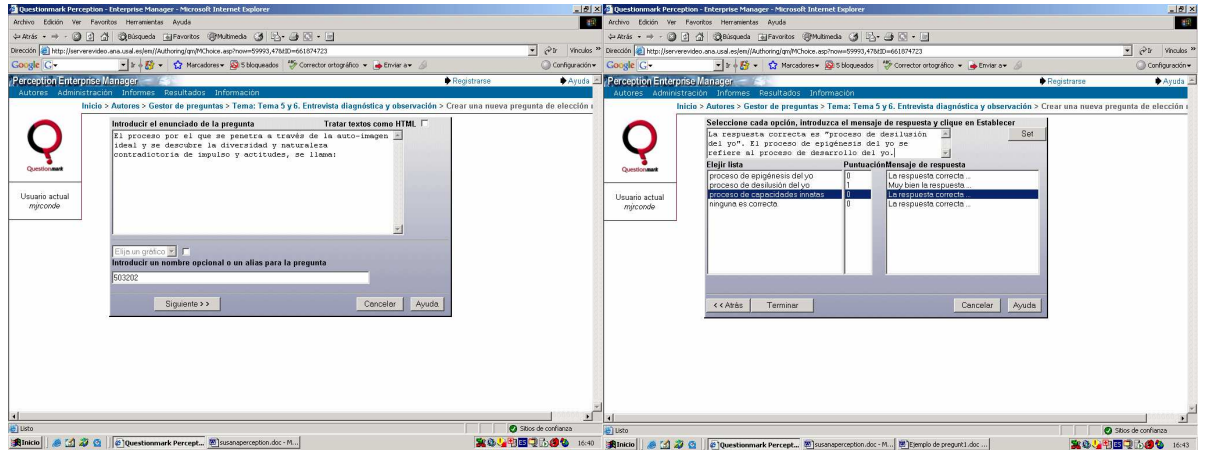 Questionmark Perception - Enterprise Manager - Microsoft Internet Explorer
Archivo Edición Ver Favoritos Herramientas Ayuda
Atrás Búsqueda Favoritos Multimedia
Dirección http://serverevideo.ana.usal.es/em//Authoring/qm/MChoice.asp?now=59993,476&ID=661874723 Ir Vínculos »
Google G Ir Marcadores 5 bloqueados Corrector ortográfico Enviar a Configuración
Perception Enterprise Manager Registrarse Ayuda
Autores Administración Informes Resultados Información
Inicio > Autores > Gestor de preguntas > Tema: Tema 5 y 6. Entrevista diagnóstica y observación > Crear una nueva pregunta de elección
Questionmark
Usuario actual
mjrconde
Introducir el enunciado de la pregunta Tratar textos como HTML
El proceso por el que se penetra a través de la auto-imagen
ideal y se descubre la diversidad y naturaleza
contradictoria de impulso y actitudes, se llama:
Elija un gráfico
Introducir un nombre opcional o un alias para la pregunta
503202
Siguiente >> Cancelar Ayuda
Listo Sitios de confianza
Inicio Questionmark Percept... susanaperception.doc - M... ES 16:40
Questionmark Perception - Enterprise Manager - Microsoft Internet Explorer
Archivo Edición Ver Favoritos Herramientas Ayuda
Atrás Búsqueda Favoritos Multimedia
Dirección http://serverevideo.ana.usal.es/em//Authoring/qm/MChoice.asp?now=59993,476&ID=661874723 Ir Vínculos »
Google G Ir Marcadores 5 bloqueados Corrector ortográfico Enviar a Configuración
Perception Enterprise Manager Registrarse Ayuda
Autores Administración Informes Resultados Información
Inicio > Autores > Gestor de preguntas > Tema: Tema 5 y 6. Entrevista diagnóstica y observación > Crear una nueva pregunta de elección
Questionmark
Usuario actual
mjrconde
Seleccione cada opción, introduzca el mensaje de respuesta y clique en Establecer
La respuesta correcta es "proceso de desilusión
del yo". El proceso de epigénesis del yo se
refiere al proceso de desarrollo del yo.
Set
Elejir lista Puntuación Mensaje de respuesta
proceso de epigénesis del yo 0 La respuesta correcta ...
proceso de desilusión del yo 1 Muy bien la respuesta...
proceso de capacidades innatas 0 La respuesta correcta ...
ninguna es correcta 0 La respuesta correcta ...
<< Atrás Terminar Cancelar Ayuda
Listo Sitios de confianza
Inicio Questionmark Percept... susanaperception.doc - M... Ejemplo de pregunt1.doc ... ES 16:43